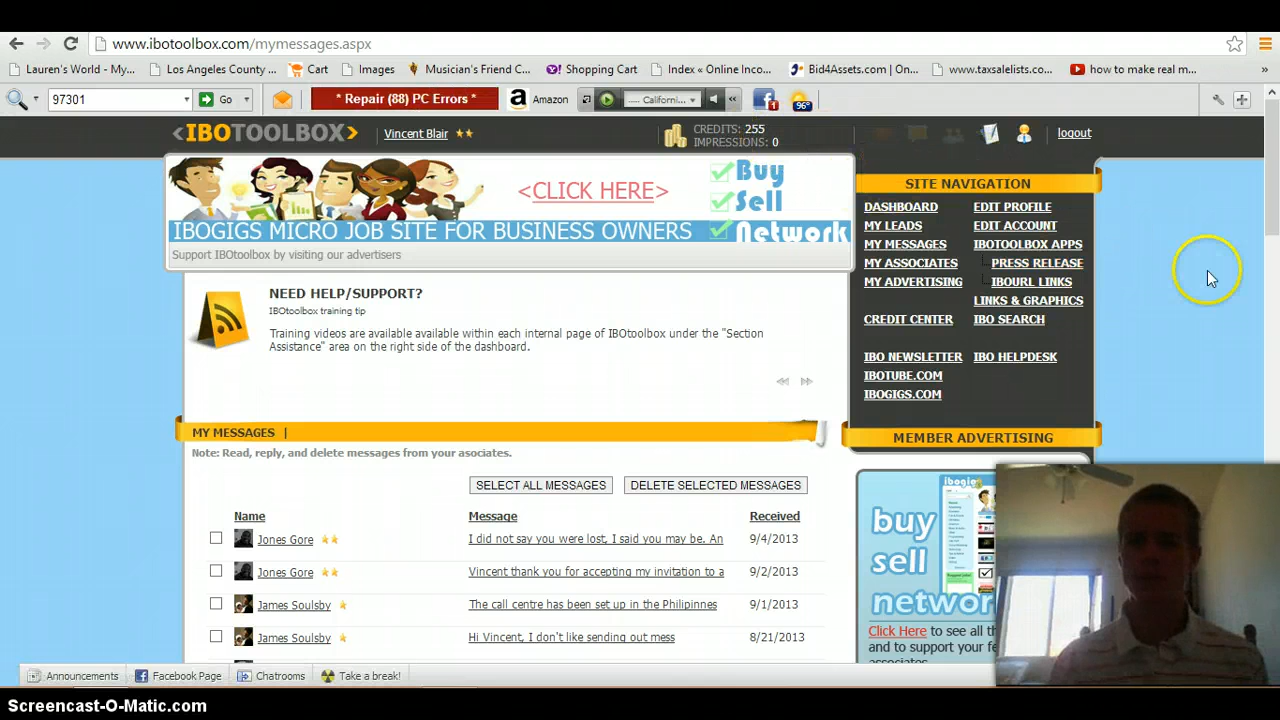 www.ibotoolbox.com/mymessages.aspx
Lauren's World - My... Los Angeles County ... Cart Images Musician's Friend C... Shopping Cart Index « Online Inco... Bid4Assets.com | On... www.taxsalelists.co... how to make real m... »
97301 Go * Repair (88) PC Errors * Amazon .... Californi... « 1 96°
<IBOTOOLBOX> Vincent Blair CREDITS: 255 logout
IMPRESSIONS: 0
<CLICK HERE> Buy
Sell
IBOGIGS MICRO JOB SITE FOR BUSINESS OWNERS Network
Support IBOtoolbox by visiting our advertisers
NEED HELP/SUPPORT?
IBOtoolbox training tip
Training videos are available available within each internal page of IBOtoolbox under the "Section
Assistance" area on the right side of the dashboard.
SITE NAVIGATION
DASHBOARD EDIT PROFILE
MY LEADS EDIT ACCOUNT
MY MESSAGES IBOTOOLBOX APPS
MY ASSOCIATES PRESS RELEASE
MY ADVERTISING IBOURL LINKS
LINKS & GRAPHICS
CREDIT CENTER IBO SEARCH
IBO NEWSLETTER IBO HELPDESK
IBOTUBE.COM
IBOGIGS.COM
MY MESSAGES |
Note: Read, reply, and delete messages from your asociates.
SELECT ALL MESSAGES DELETE SELECTED MESSAGES
Name Message Received
Jones Gore I did not say you were lost, I said you may be. An 9/4/2013
Jones Gore Vincent thank you for accepting my invitation to a 9/2/2013
James Soulsby The call centre has been set up in the Philipinnes 9/1/2013
James Soulsby Hi Vincent, I don't like sending out mess 8/21/2013
MEMBER ADVERTISING
ibogigs
buy
sell
network
Click Here to see all th
and to support your fe
associates.
Announcements Facebook Page Chatrooms Take a break!
Screencast-O-Matic.com